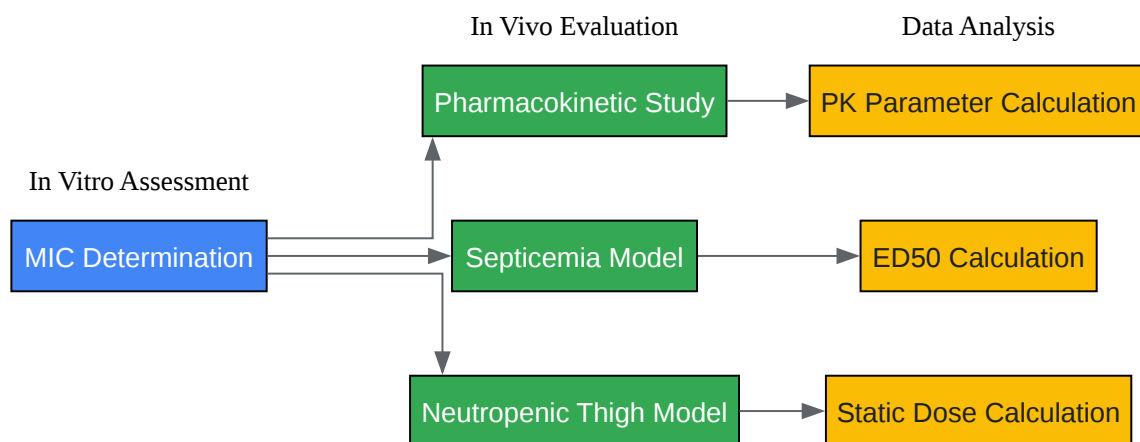 In Vivo Evaluation
Data Analysis
Pharmacokinetic Study
PK Parameter Calculation
In Vitro Assessment
MIC Determination
Septicemia Model
ED50 Calculation
Neutropenic Thigh Model
Static Dose Calculation